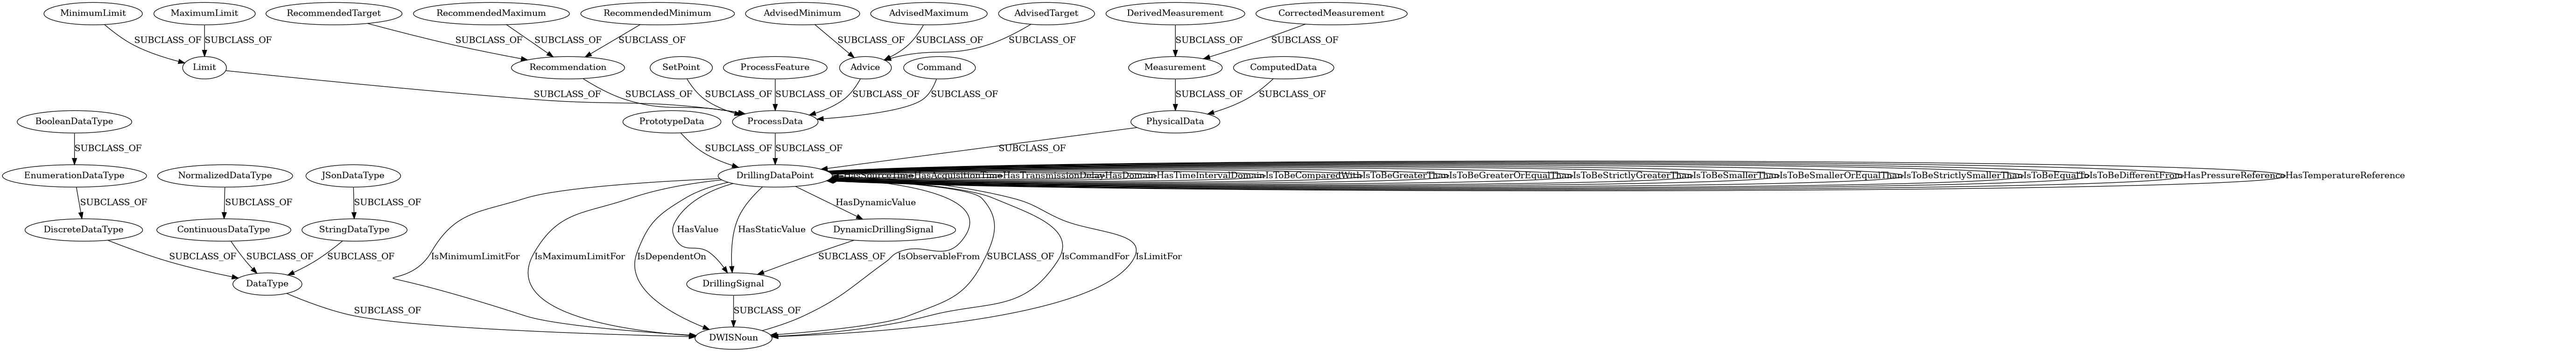 MinimumLimit MaximumLimit RecommendedTarget RecommendedMaximum RecommendedMinimum AdvisedMinimum AdvisedMaximum AdvisedTarget DerivedMeasurement CorrectedMeasurement
SUBCLASS_OF SUBCLASS_OF SUBCLASS_OF SUBCLASS_OF SUBCLASS_OF SUBCLASS_OF SUBCLASS_OF SUBCLASS_OF SUBCLASS_OF SUBCLASS_OF
Limit Recommendation SetPoint ProcessFeature Advice Command Measurement ComputedData
SUBCLASS_OF SUBCLASS_OF SUBCLASS_OF SUBCLASS_OF SUBCLASS_OF SUBCLASS_OF SUBCLASS_OF SUBCLASS_OF
BooleanDataType PrototypeData ProcessData PhysicalData
SUBCLASS_OF SUBCLASS_OF SUBCLASS_OF SUBCLASS_OF
EnumerationDataType NormalizedDataType JSonDataType DrillingDataPoint HasSourceTime HasAcquisitionTime HasTransmissionDelay HasDomain HasTimeIntervalDomain IsToBeComparedWith IsToBeGreaterThan IsToBeGreaterOrEqualThan IsToBeStrictlyGreaterThan IsToBeSmallerThan IsToBeSmallerOrEqualThan IsToBeStrictlySmallerThan IsToBeEqualTo IsToBeDifferentFrom HasPressureReference HasTemperatureReference
SUBCLASS_OF SUBCLASS_OF SUBCLASS_OF HasDynamicValue
DiscreteDataType ContinuousDataType StringDataType HasValue HasStaticValue DynamicDrillingSignal
SUBCLASS_OF SUBCLASS_OF SUBCLASS_OF IsMinimumLimitFor IsMaximumLimitFor IsDependentOn SUBCLASS_OF IsObservableFrom SUBCLASS_OF IsCommandFor IsLimitFor
DataType DrillingSignal
SUBCLASS_OF SUBCLASS_OF
DWISNoun